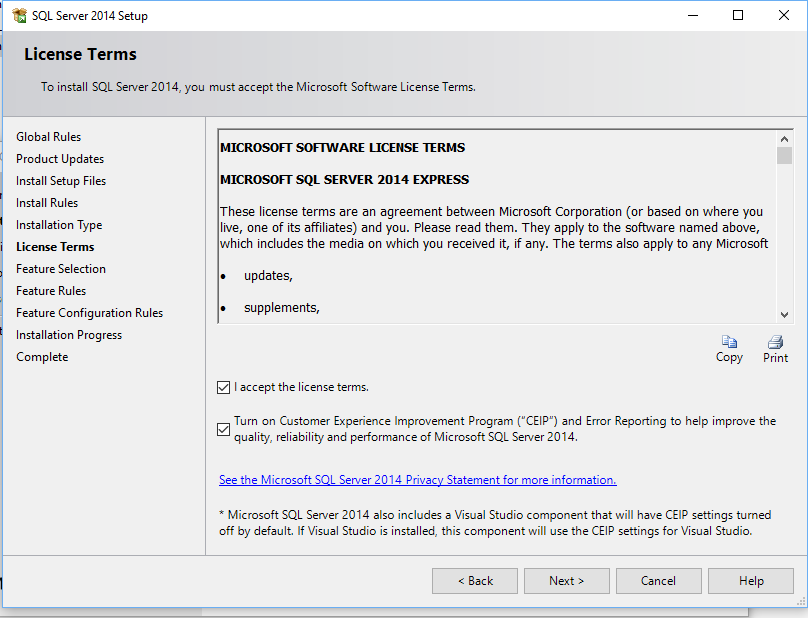 SQL Server 2014 Setup
License Terms
To install SQL Server 2014, you must accept the Microsoft Software License Terms.
Global Rules
Product Updates
Install Setup Files
Install Rules
Installation Type
License Terms
Feature Selection
Feature Rules
Feature Configuration Rules
Installation Progress
Complete
MICROSOFT SOFTWARE LICENSE TERMS
MICROSOFT SQL SERVER 2014 EXPRESS
These license terms are an agreement between Microsoft Corporation (or based on where you
live, one of its affiliates) and you. Please read them. They apply to the software named above,
which includes the media on which you received it, if any. The terms also apply to any Microsoft
• updates,
• supplements,
Copy
Print
I accept the license terms.
Turn on Customer Experience Improvement Program ("CEIP") and Error Reporting to help improve the
quality, reliability and performance of Microsoft SQL Server 2014.
See the Microsoft SQL Server 2014 Privacy Statement for more information.
* Microsoft SQL Server 2014 also includes a Visual Studio component that will have CEIP settings turned
off by default. If Visual Studio is installed, this component will use the CEIP settings for Visual Studio.
< Back
Next >
Cancel
Help